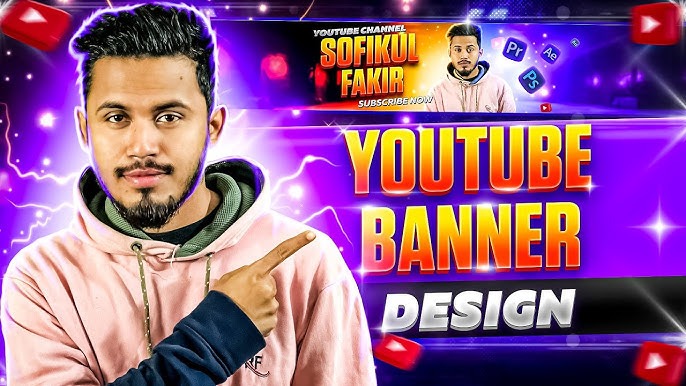 YOUTUBE CHANNEL
SOFIKUL
FAKIR
SUBSCRIBE NOW
Pr
Ae
Ps
YOUTUBE
BANNER
DESIGN